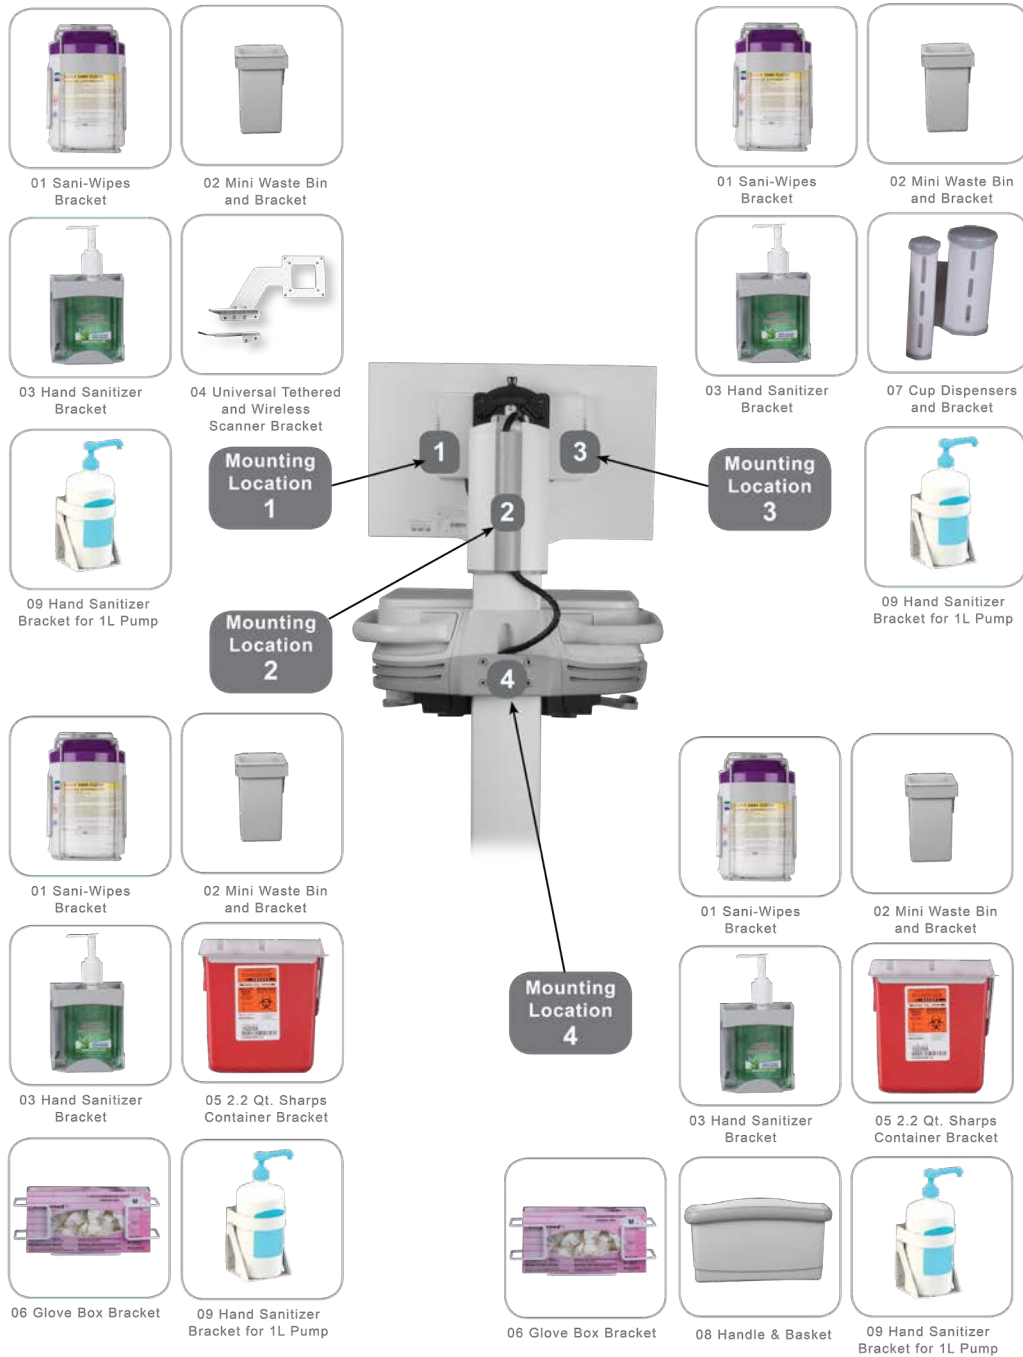 01 Sani-Wipes
Bracket
02 Mini Waste Bin
and Bracket
03 Hand Sanitizer
Bracket
04 Universal Tethered
and Wireless
Scanner Bracket
09 Hand Sanitizer
Bracket for 1L Pump
01 Sani-Wipes
Bracket
02 Mini Waste Bin
and Bracket
03 Hand Sanitizer
Bracket
07 Cup Dispensers
and Bracket
09 Hand Sanitizer
Bracket for 1L Pump
Mounting
Location
1
Mounting
Location
2
Mounting
Location
3
1
3
2
4
01 Sani-Wipes
Bracket
02 Mini Waste Bin
and Bracket
03 Hand Sanitizer
Bracket
05 2.2 Qt. Sharps
Container Bracket
06 Glove Box Bracket
09 Hand Sanitizer
Bracket for 1L Pump
Mounting
Location
4
01 Sani-Wipes
Bracket
02 Mini Waste Bin
and Bracket
03 Hand Sanitizer
Bracket
05 2.2 Qt. Sharps
Container Bracket
06 Glove Box Bracket
08 Handle & Basket
09 Hand Sanitizer
Bracket for 1L Pump